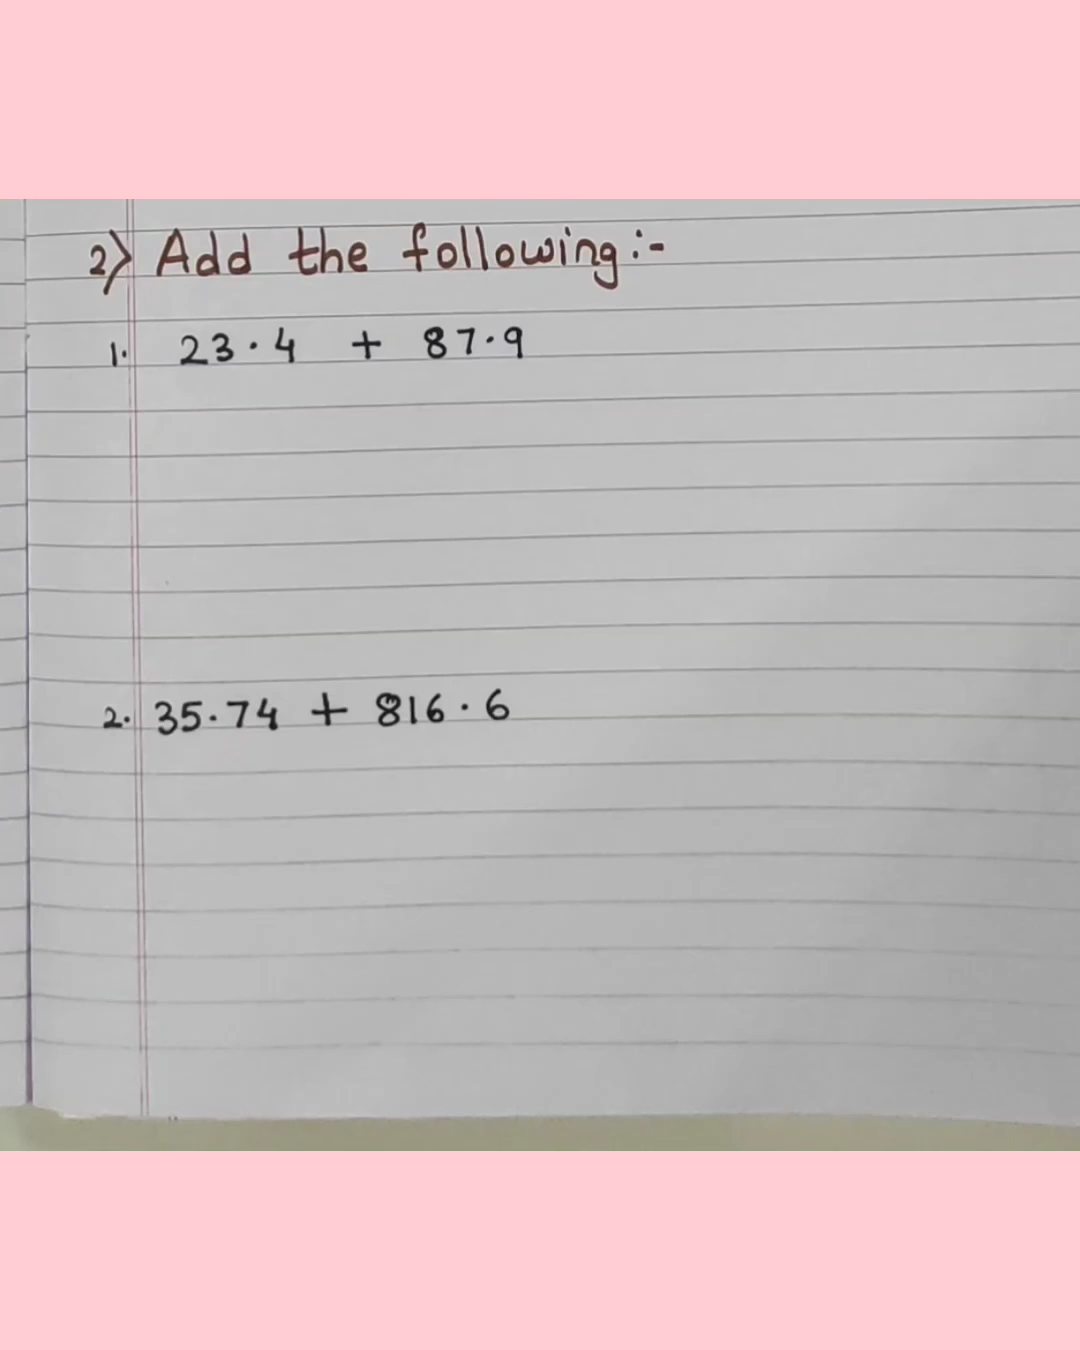 2) Add the following:-
1. 23.4 + 87.9
2. 35.74 + 816.6